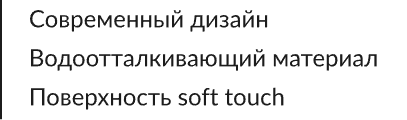 Современный дизайн
Водоотталкивающий материал
Поверхность soft touch